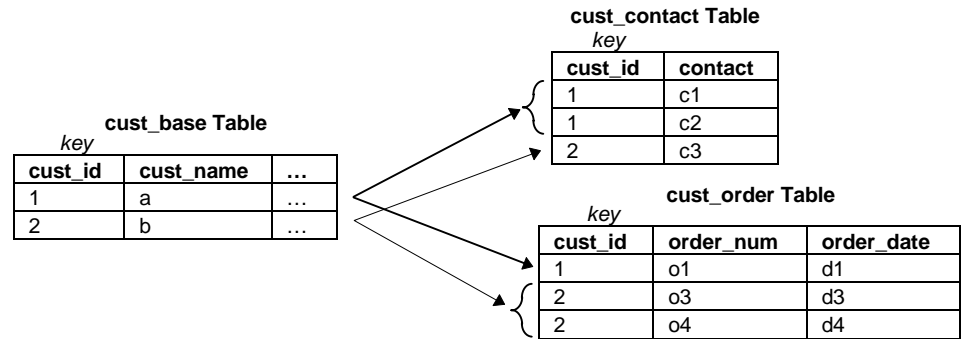 cust_contact Table
key
cust_id contact
1 c1
1 c2
2 c3
cust_base Table
key
cust_id cust_name ...
1 a ...
2 b ...
cust_order Table
key
cust_id order_num order_date
1 o1 d1
2 o3 d3
2 o4 d4